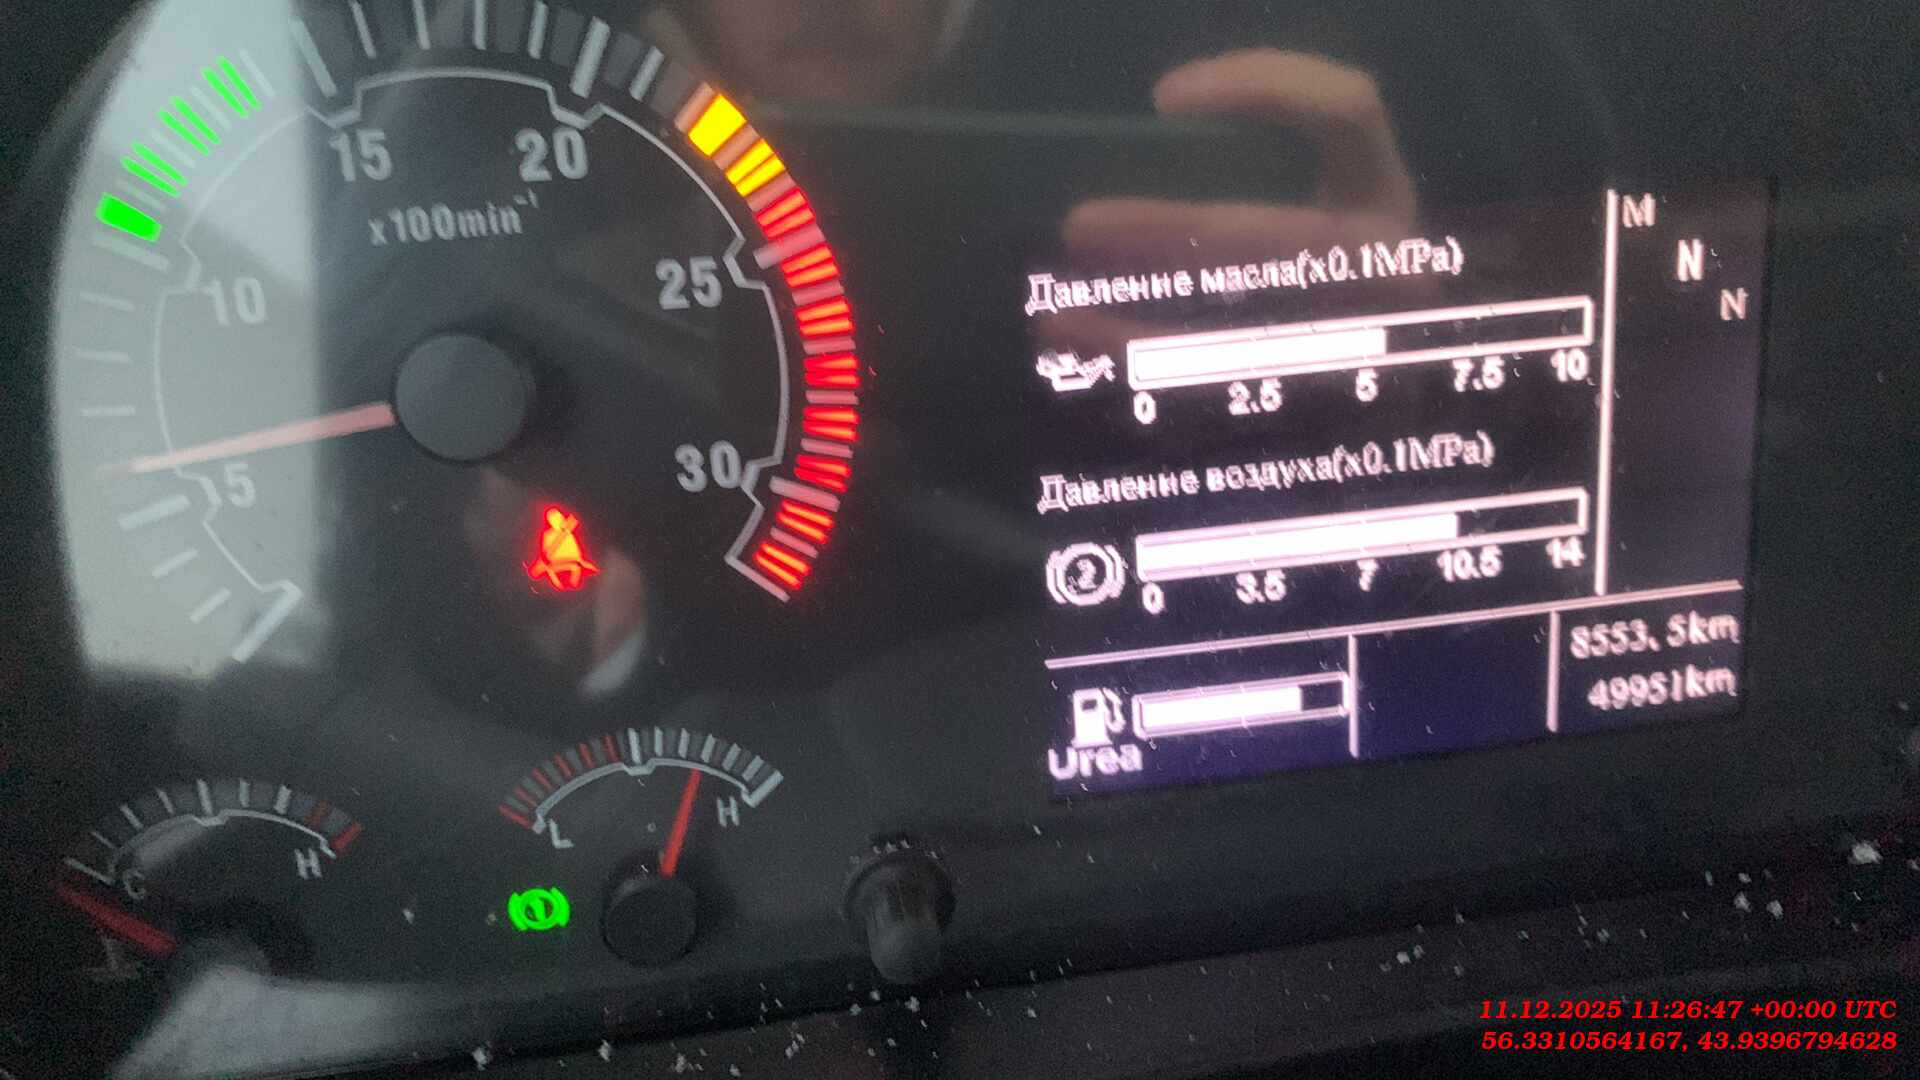 15
20
x100min⁻¹
10
25
5
30
C
H
L
H
M
N
N
Давление масла(x0.1MPa)
0 2.5 5 7.5 10
Давление воздуха(x0.1MPa)
2
0 3.5 7 10.5 14
8553.5km
49951km
Urea
1
11.12.2025 11:26:47 +00:00 UTC
56.3310564167, 43.9396794628